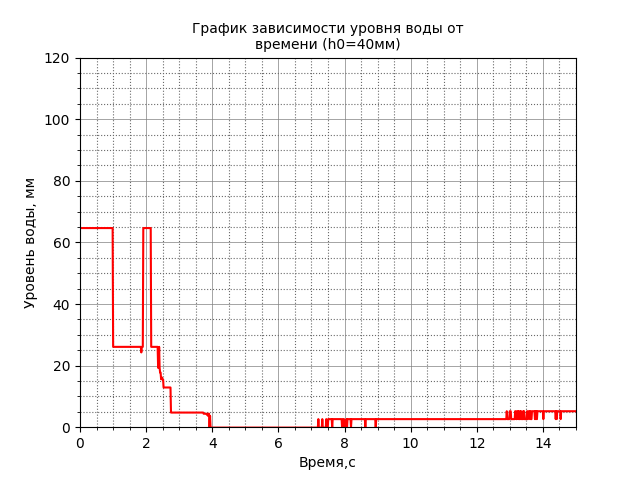 График зависимости уровня воды от
времени (h0=40мм)
120
100
80
60
40
20
0
Уровень воды, мм
0 2 4 6 8 10 12 14
Время,с